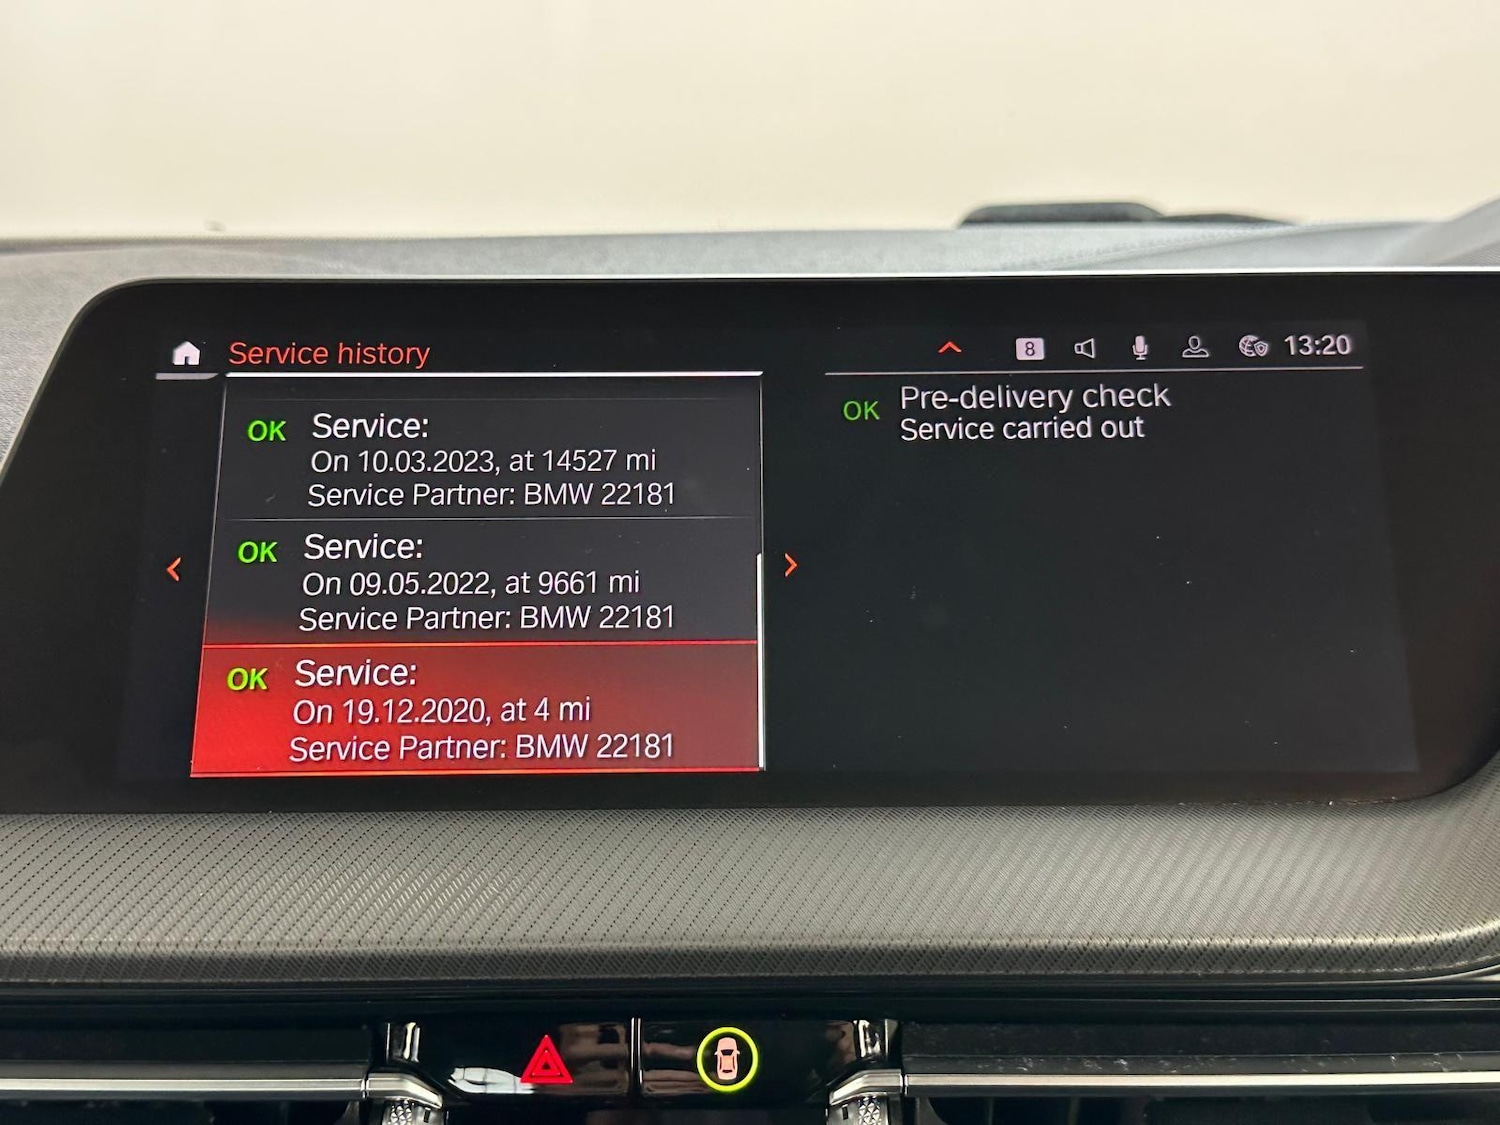 Service history
8
13:20
OK Service:
On 10.03.2023, at 14527 mi
Service Partner: BMW 22181
OK Service:
On 09.05.2022, at 9661 mi
Service Partner: BMW 22181
OK Service:
On 19.12.2020, at 4 mi
Service Partner: BMW 22181
OK Pre-delivery check
Service carried out